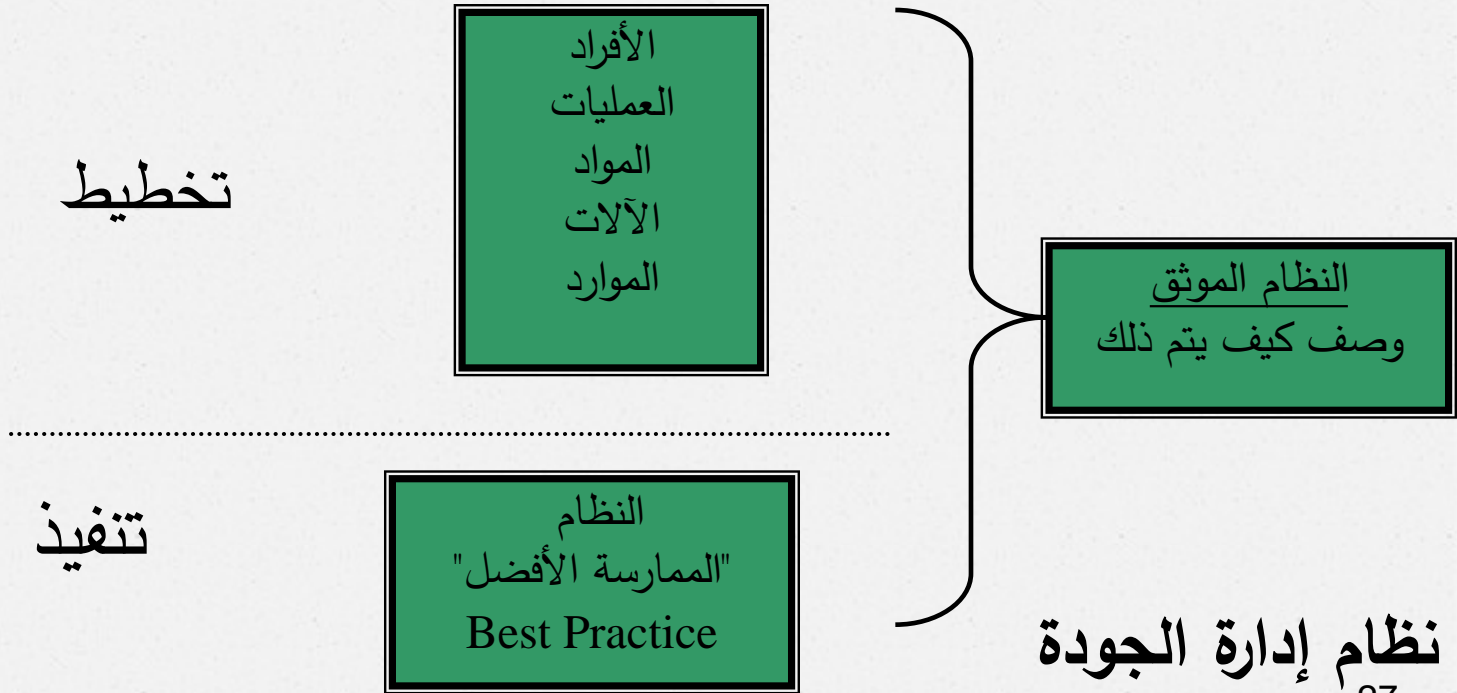 الأفراد
العمليات
المواد
الآلات
الموارد
تخطيط
النظام الموثق
وصف كيف يتم ذلك
تنفيذ
النظام
"الممارسة الأفضل"
Best Practice
نظام إدارة الجودة